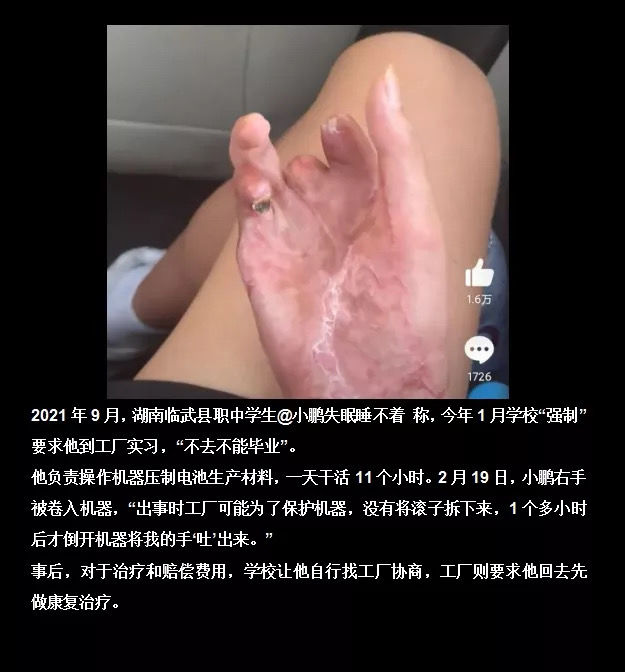 1.6万
1726
2021 年 9 月，湖南临武县职中学生@小鹏失眠睡不着 称，今年 1 月学校“强制”
要求他到工厂实习，“不去不能毕业”。
他负责操作机器压制电池生产材料，一天干活 11 个小时。2 月 19 日，小鹏右手
被卷入机器，“出事时工厂可能为了保护机器，没有将滚子拆下来，1 个多小时
后才倒开机器将我的手‘吐’出来。”
事后，对于治疗和赔偿费用，学校让他自行找工厂协商，工厂则要求他回去先
做康复治疗。